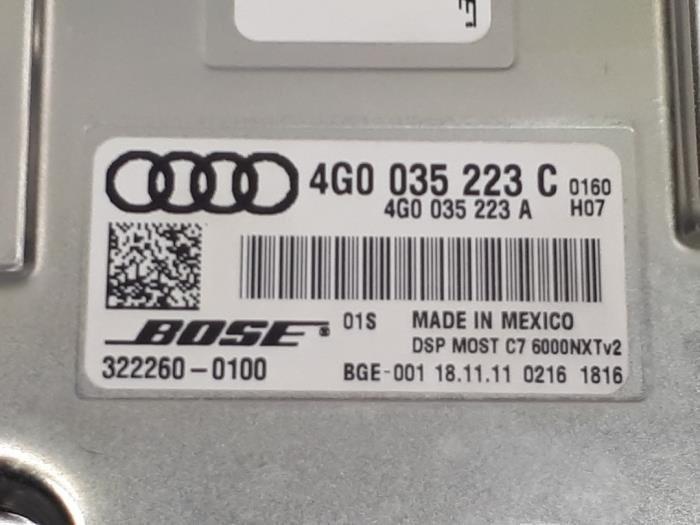 4G0 035 223 C 0160
4G0 035 223 A H07
BOSE 01S MADE IN MEXICO
DSP MOST C7 6000NXTv2
322260-0100 BGE-001 18.11.11 0216 1816